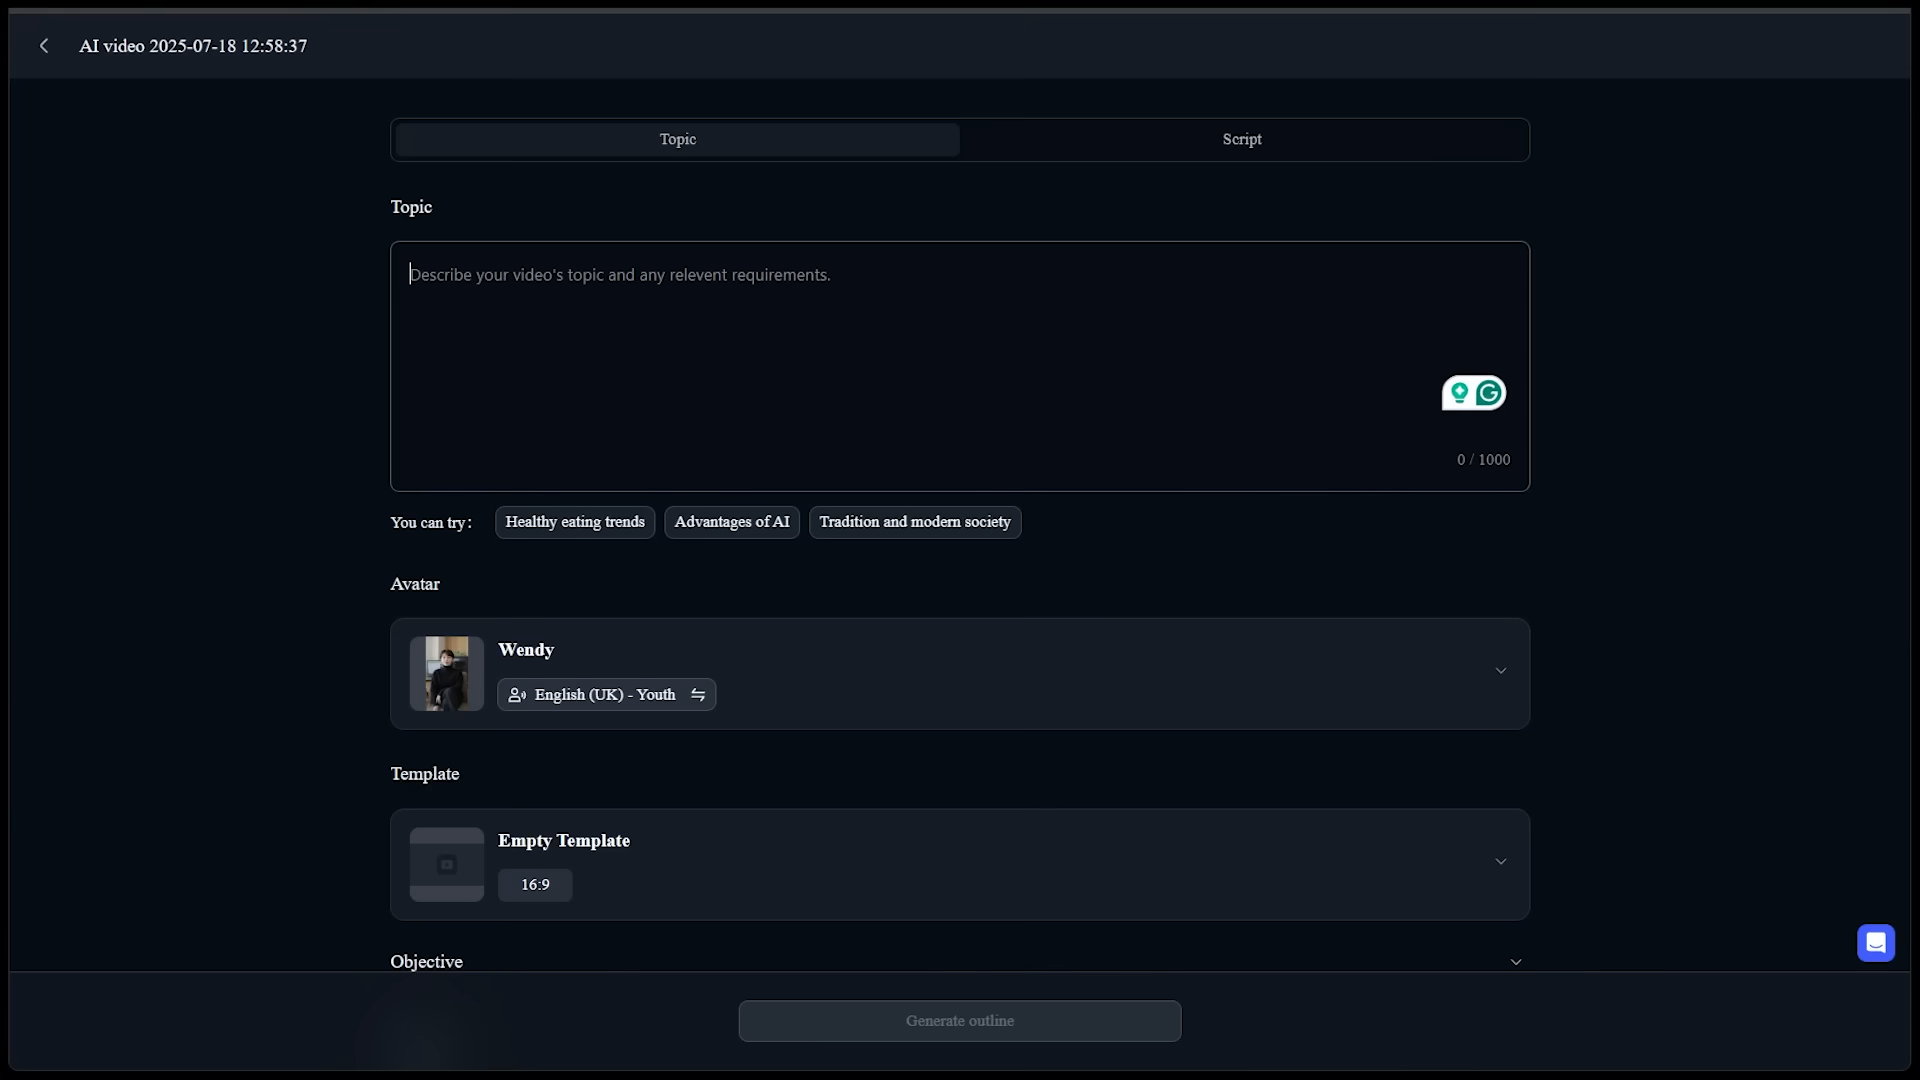 AI video 2025-07-18 12:58:37
Topic
Script
Topic
Describe your video's topic and any relevent requirements.
0 / 1000
You can try:
Healthy eating trends
Advantages of AI
Tradition and modern society
Avatar
Wendy
English (UK) - Youth
Template
Empty Template
16:9
Objective
Generate outline